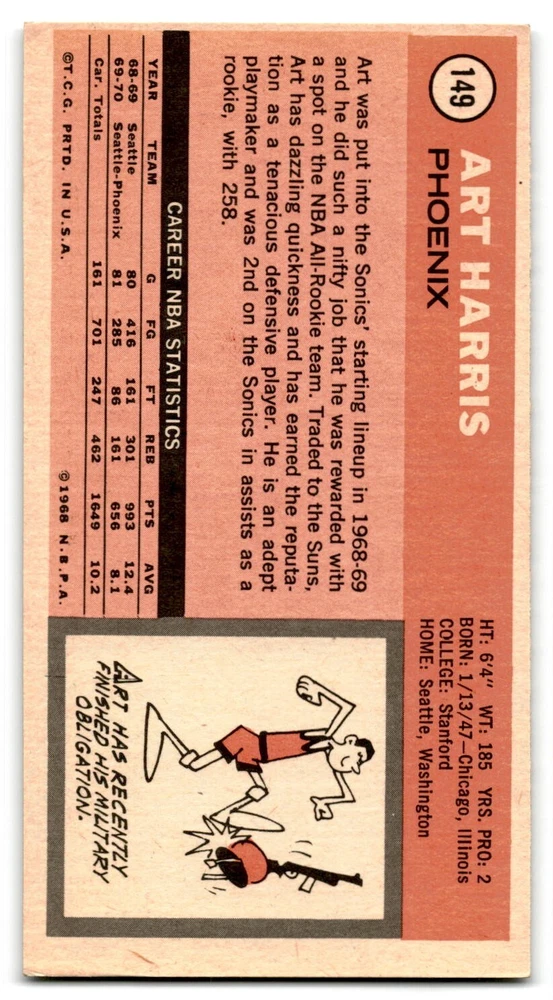 149
ART HARRIS
PHOENIX
HT: 6'4" WT: 185 YRS. PRO: 2
BORN: 1/13/47—Chicago, Illinois
COLLEGE: Stanford
HOME: Seattle, Washington
Art was put into the Sonics' starting lineup in 1968-69
and he did such a nifty job that he was rewarded with
a spot on the NBA All-Rookie team. Traded to the Suns,
Art has dazzling quickness and has earned the reputa-
tion as a tenacious defensive player. He is an adept
playmaker and was 2nd on the Sonics in assists as a
rookie, with 258.
CAREER NBA STATISTICS
YEAR TEAM G FG FT REB PTS AVG
68-69 Seattle 80 416 161 301 993 12.4
69-70 Seattle-Phoenix 81 285 86 161 656 8.1
Car. Totals 161 701 247 462 1649 10.2
©T.C.G. PRTD. IN U.S.A. ©1968 N.B.P.A.
ART HAS RECENTLY
FINISHED HIS MILITARY
OBLIGATION.